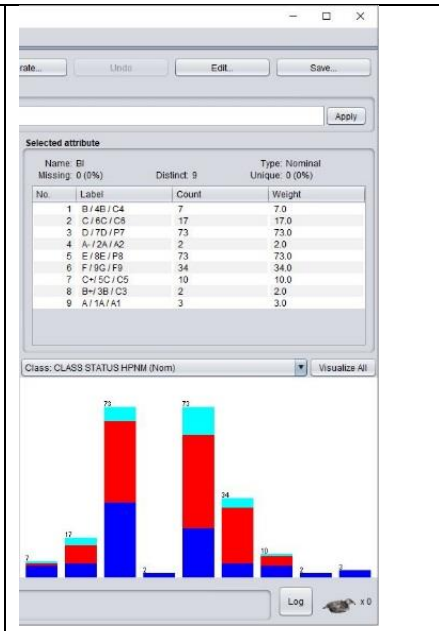 rate...
Undo
Edit...
Save...
Apply
Selected attribute
Name: BI
Type: Nominal
Missing: 0 (0%)
Distinct: 9
Unique: 0 (0%)
No. Label Count Weight
1 B / 4B / C4 7 7.0
2 C / 6C / C6 17 17.0
3 D / 7D / P7 73 73.0
4 A- / 2A / A2 2 2.0
5 E / 8E / P8 73 73.0
6 F / 9G / F9 34 34.0
7 C+ / 5C / C5 10 10.0
8 B+ / 3B / C3 2 2.0
9 A / 1A / A1 3 3.0
Class: CLASS STATUS HPNM (Nom)
Visualize All
7
17
73
2
73
34
10
2
3
Log
x 0